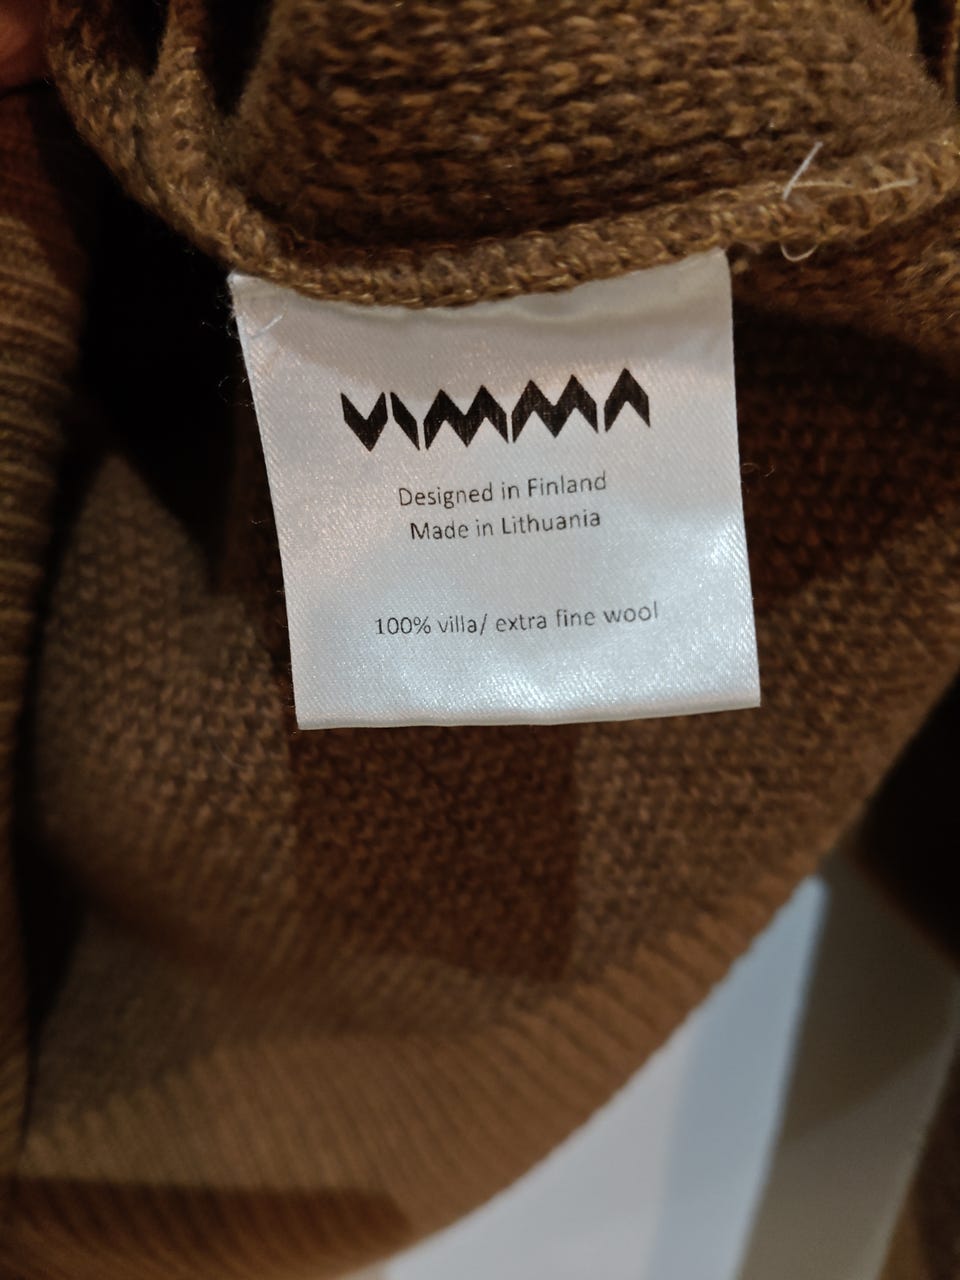 VIMMA
Designed in Finland
Made in Lithuania
100% villa/ extra fine wool